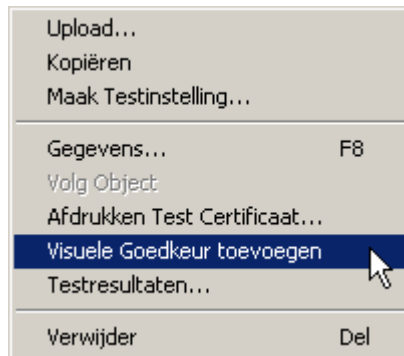 Upload...
Kopiëren
Maak Testinstelling...
Gegevens... F8
Volg Object
Afdrukken Test Certificaat...
Visuele Goedkeur toevoegen
Testresultaten...
Verwijder Del